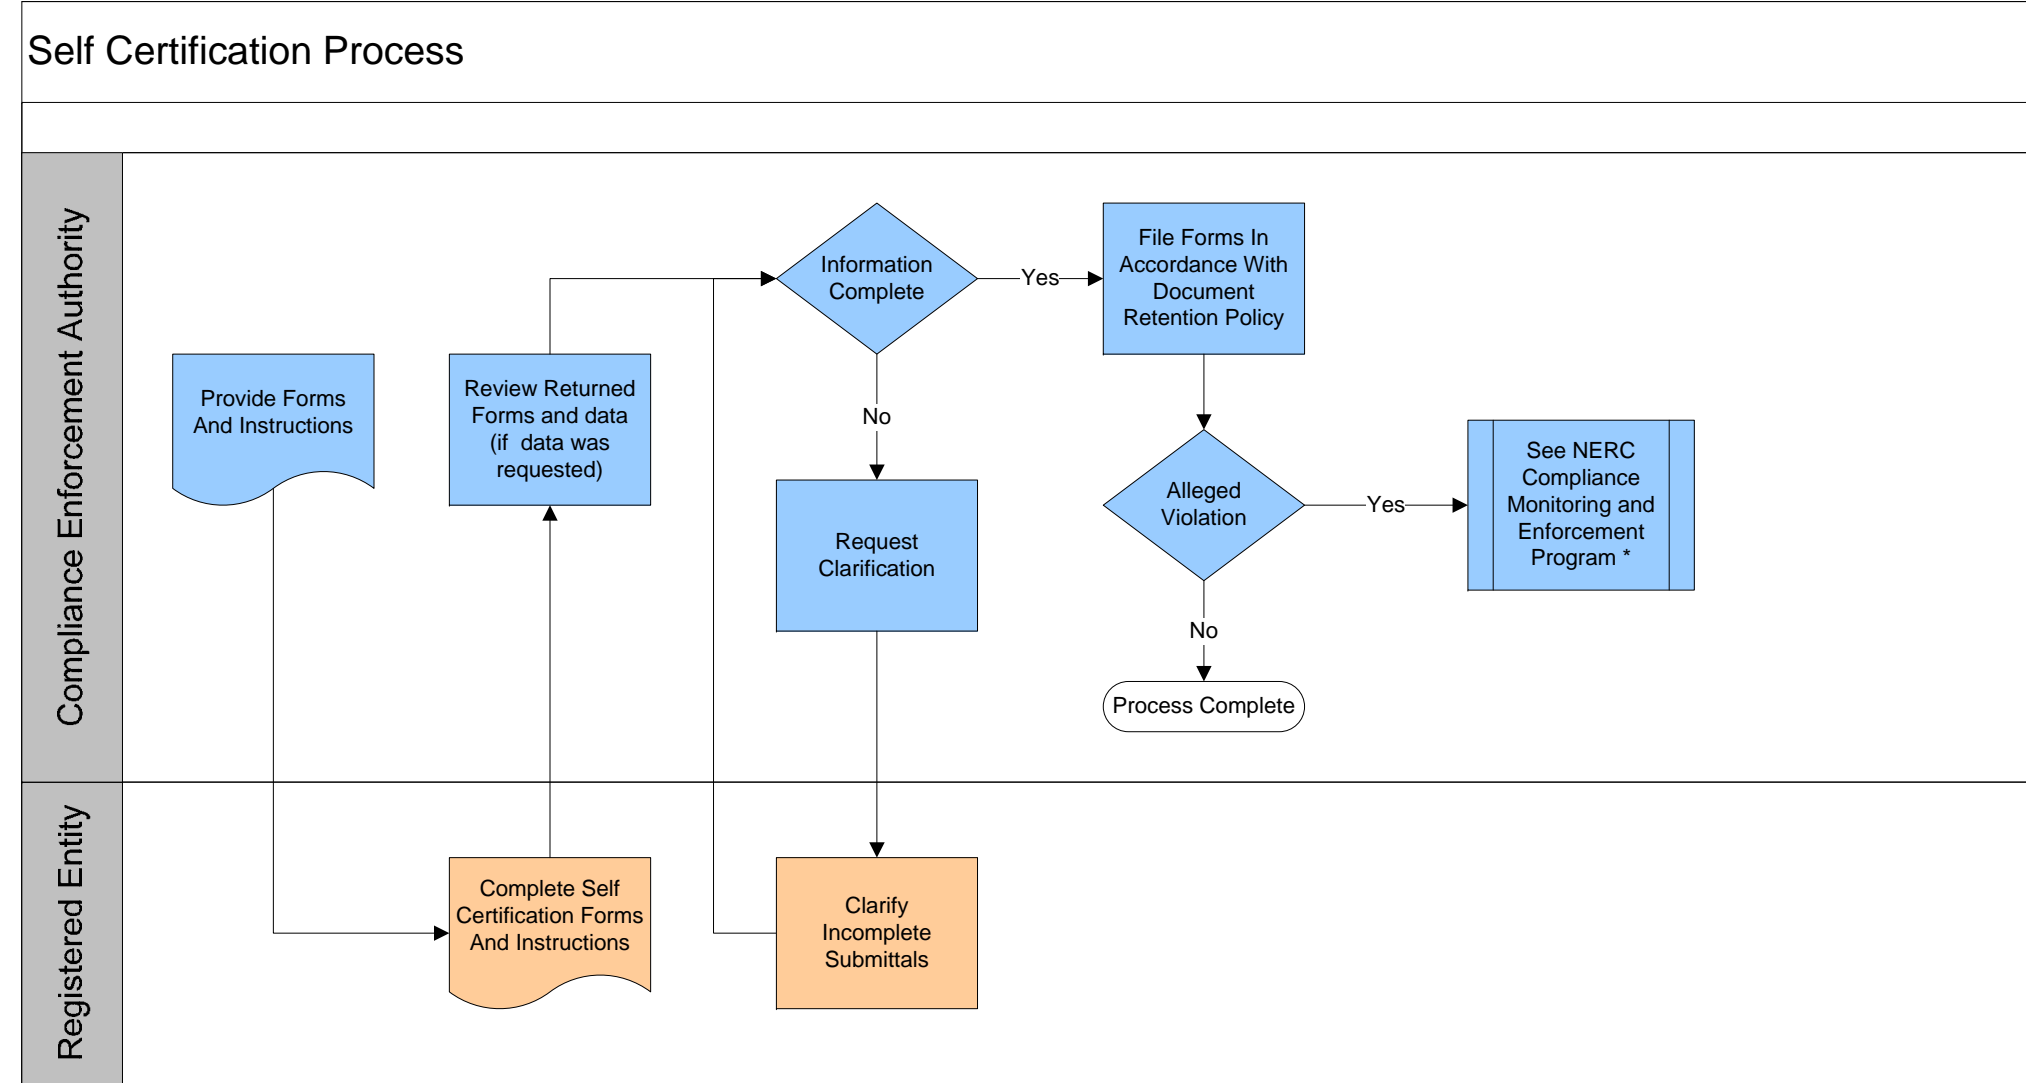 Self Certification Process
Compliance Enforcement Authority
Provide Forms
And Instructions
Review Returned
Forms and data
(if data was
requested)
Information
Complete
Yes
No
Request
Clarification
File Forms In
Accordance With
Document
Retention Policy
Alleged
Violation
Yes
No
Process Complete
See NERC
Compliance
Monitoring and
Enforcement
Program *
Registered Entity
Complete Self
Certification Forms
And Instructions
Clarify
Incomplete
Submittals